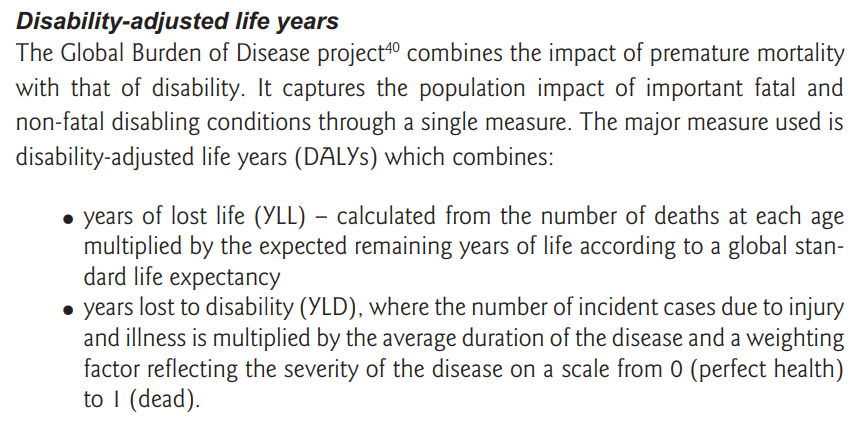 Disability-adjusted life years
The Global Burden of Disease project⁴⁰ combines the impact of premature mortality
with that of disability. It captures the population impact of important fatal and
non-fatal disabling conditions through a single measure. The major measure used is
disability-adjusted life years (DALYs) which combines:
• years of lost life (YLL) – calculated from the number of deaths at each age
multiplied by the expected remaining years of life according to a global stan-
dard life expectancy
• years lost to disability (YLD), where the number of incident cases due to injury
and illness is multiplied by the average duration of the disease and a weighting
factor reflecting the severity of the disease on a scale from 0 (perfect health)
to 1 (dead).